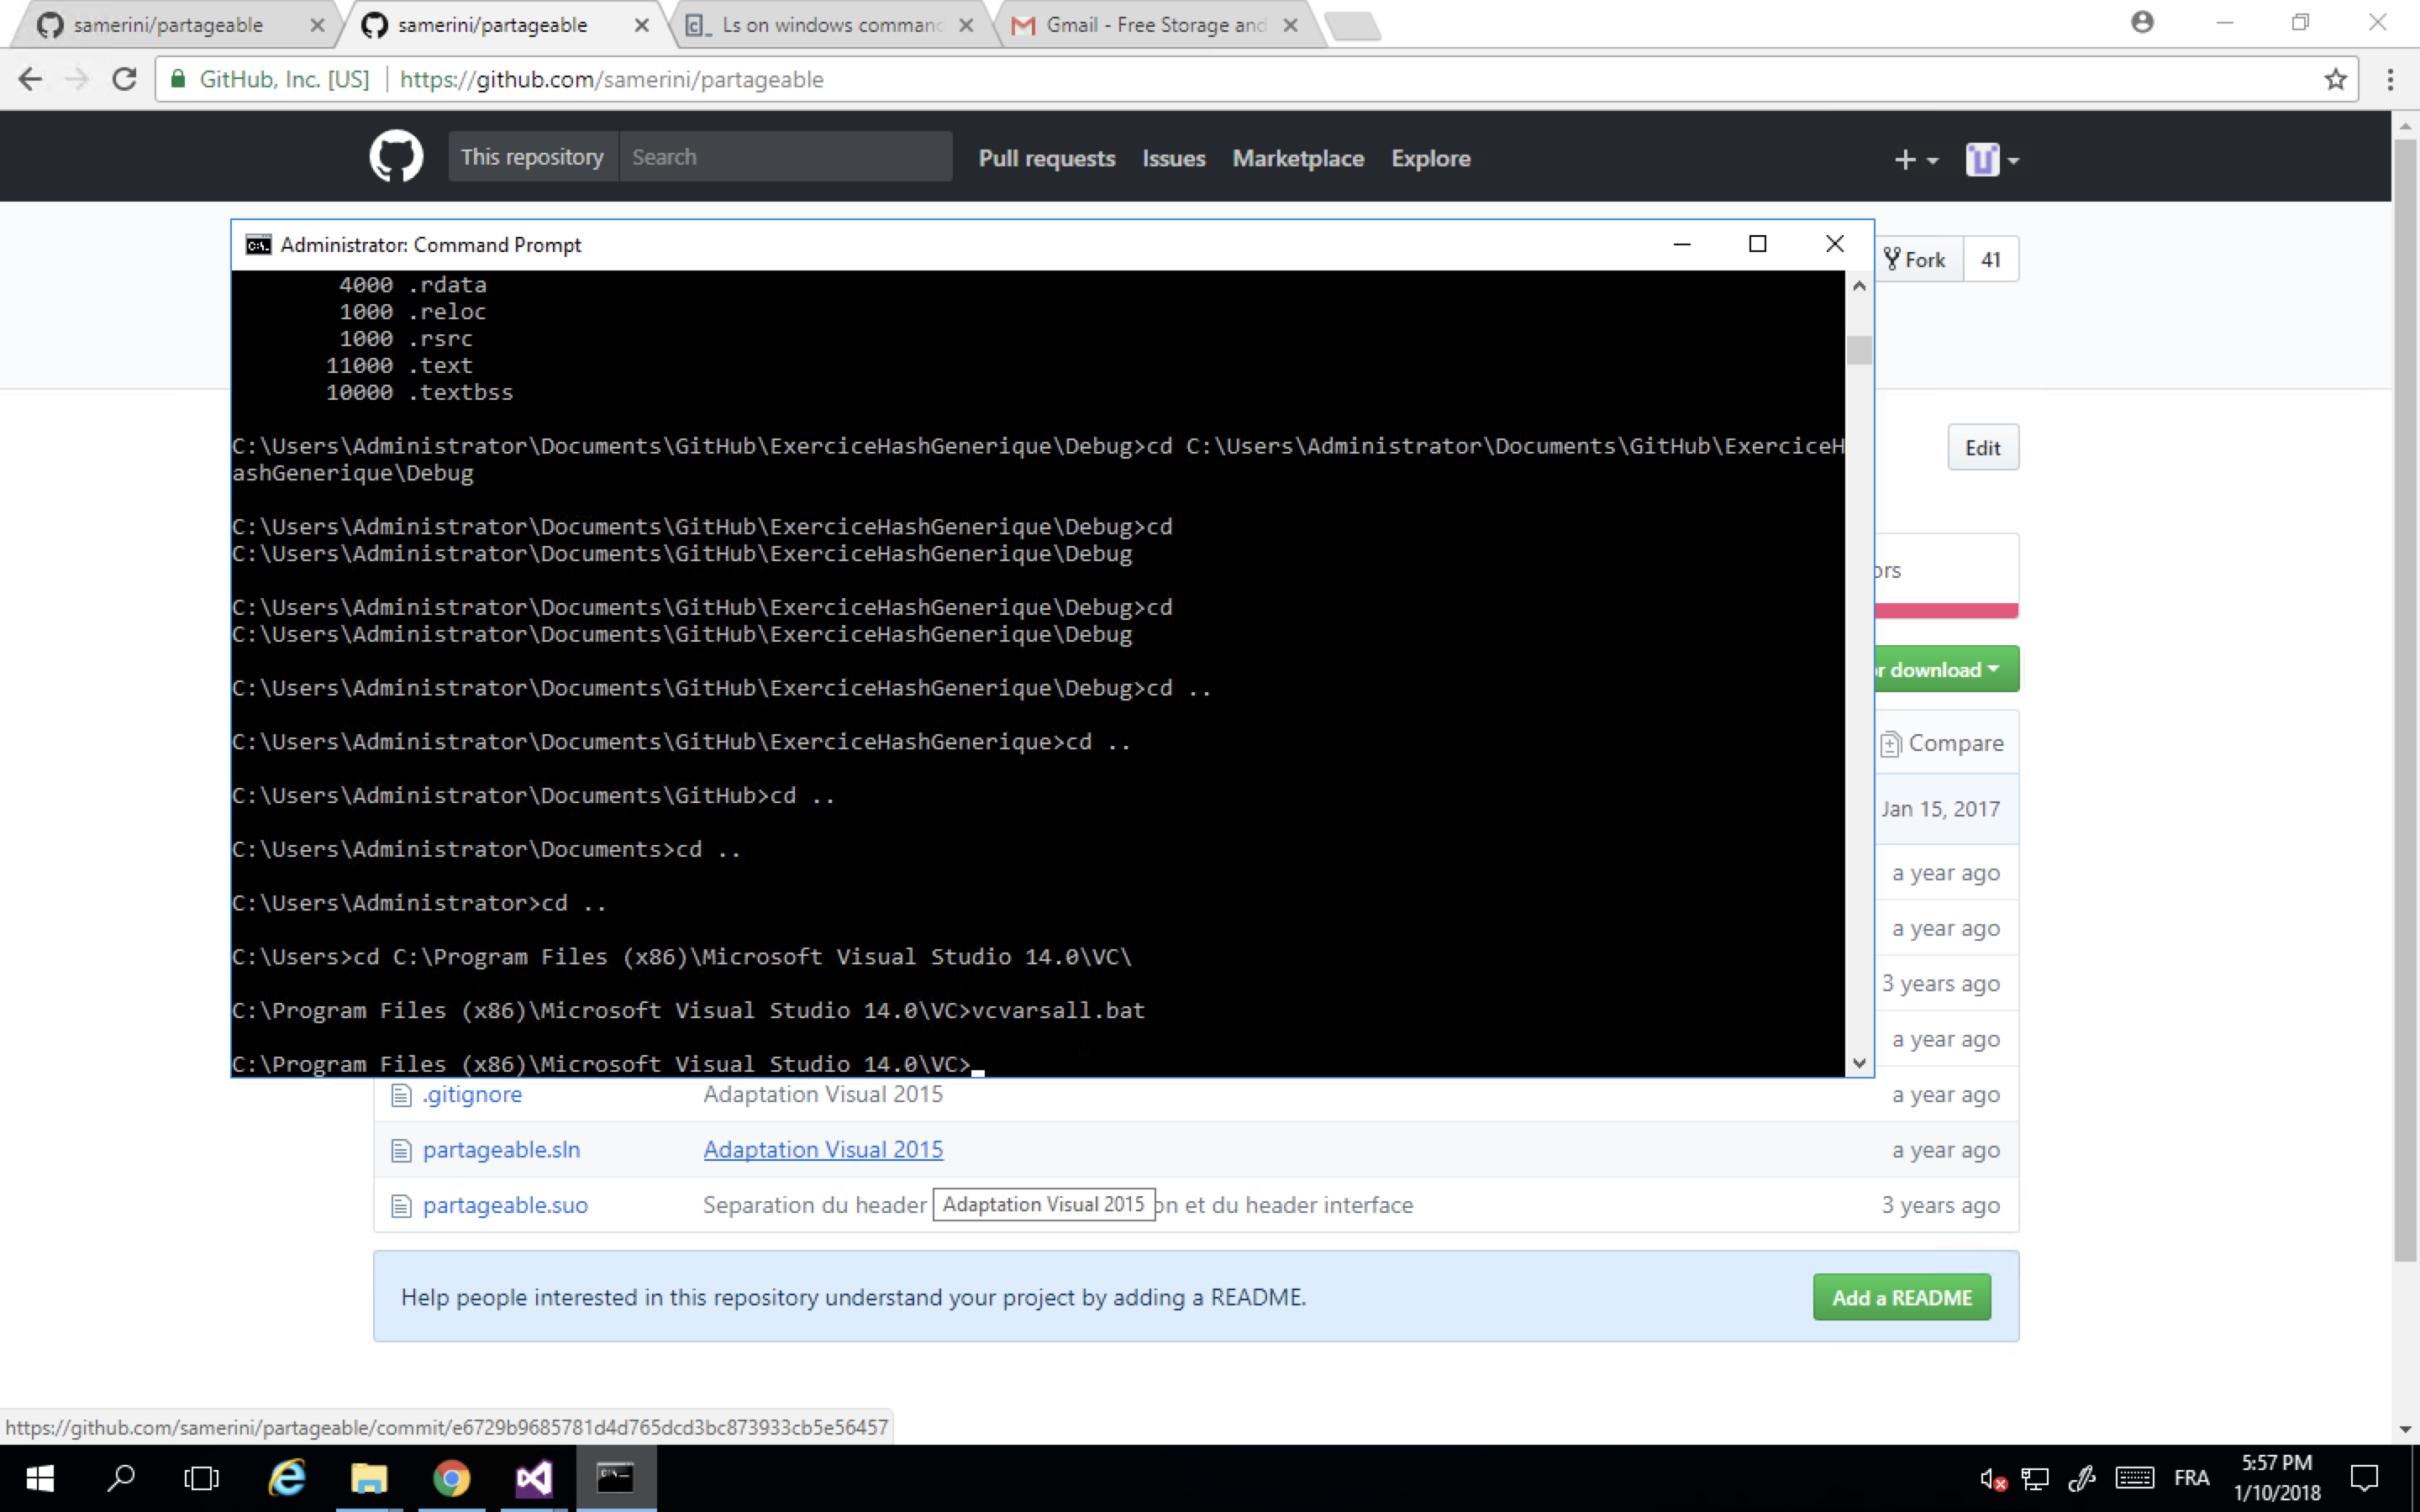 samerini/partageable
samerini/partageable
Ls on windows comman
Gmail - Free Storage and
GitHub, Inc. [US]
https://github.com/samerini/partageable
This repository
Search
Pull requests
Issues
Marketplace
Explore
Administrator: Command Prompt
Fork
41
4000 .rdata
1000 .reloc
1000 .rsrc
11000 .text
10000 .textbss
C:\Users\Administrator\Documents\GitHub\ExerciceHashGenerique\Debug>cd C:\Users\Administrator\Documents\GitHub\ExerciceH
ashGenerique\Debug
Edit
C:\Users\Administrator\Documents\GitHub\ExerciceHashGenerique\Debug>cd
C:\Users\Administrator\Documents\GitHub\ExerciceHashGenerique\Debug
ors
C:\Users\Administrator\Documents\GitHub\ExerciceHashGenerique\Debug>cd
C:\Users\Administrator\Documents\GitHub\ExerciceHashGenerique\Debug
r download
C:\Users\Administrator\Documents\GitHub\ExerciceHashGenerique\Debug>cd ..
C:\Users\Administrator\Documents\GitHub\ExerciceHashGenerique>cd ..
Compare
C:\Users\Administrator\Documents\GitHub>cd ..
Jan 15, 2017
C:\Users\Administrator\Documents>cd ..
a year ago
C:\Users\Administrator>cd ..
a year ago
C:\Users>cd C:\Program Files (x86)\Microsoft Visual Studio 14.0\VC\
3 years ago
C:\Program Files (x86)\Microsoft Visual Studio 14.0\VC>vcvarsall.bat
a year ago
C:\Program Files (x86)\Microsoft Visual Studio 14.0\VC>_
.gitignore
Adaptation Visual 2015
a year ago
partageable.sln
Adaptation Visual 2015
a year ago
partageable.suo
Separation du header
Adaptation Visual 2015
on et du header interface
3 years ago
Help people interested in this repository understand your project by adding a README.
Add a README
https://github.com/samerini/partageable/commit/e6729b9685781d4d765dcd3bc873933cb5e56457
FRA
5:57 PM
1/10/2018